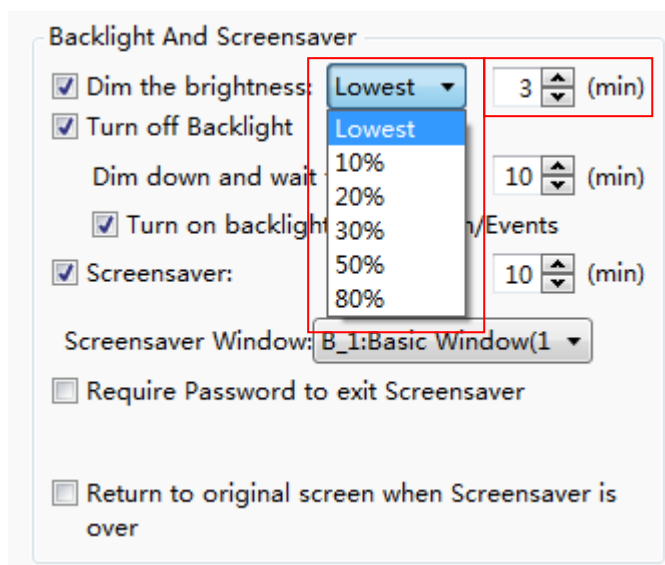 Backlight And Screensaver
Dim the brightness: Lowest 3 (min)
Turn off Backlight
Lowest
10%
Dim down and wait 10 (min)
20%
Turn on backlight 30% /Events
50%
Screensaver: 10 (min)
80%
Screensaver Window: B_1:Basic Window(1
Require Password to exit Screensaver
Return to original screen when Screensaver is
over